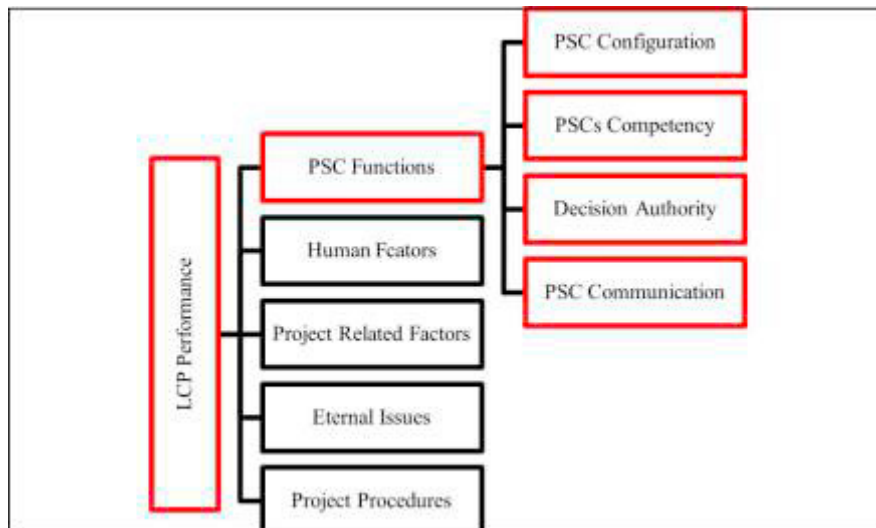 PSC Configuration
PSCs Competency
PSC Functions
Decision Authority
Human Fcators
PSC Communication
LCP Performance
Project Related Factors
Eternal Issues
Project Procedures